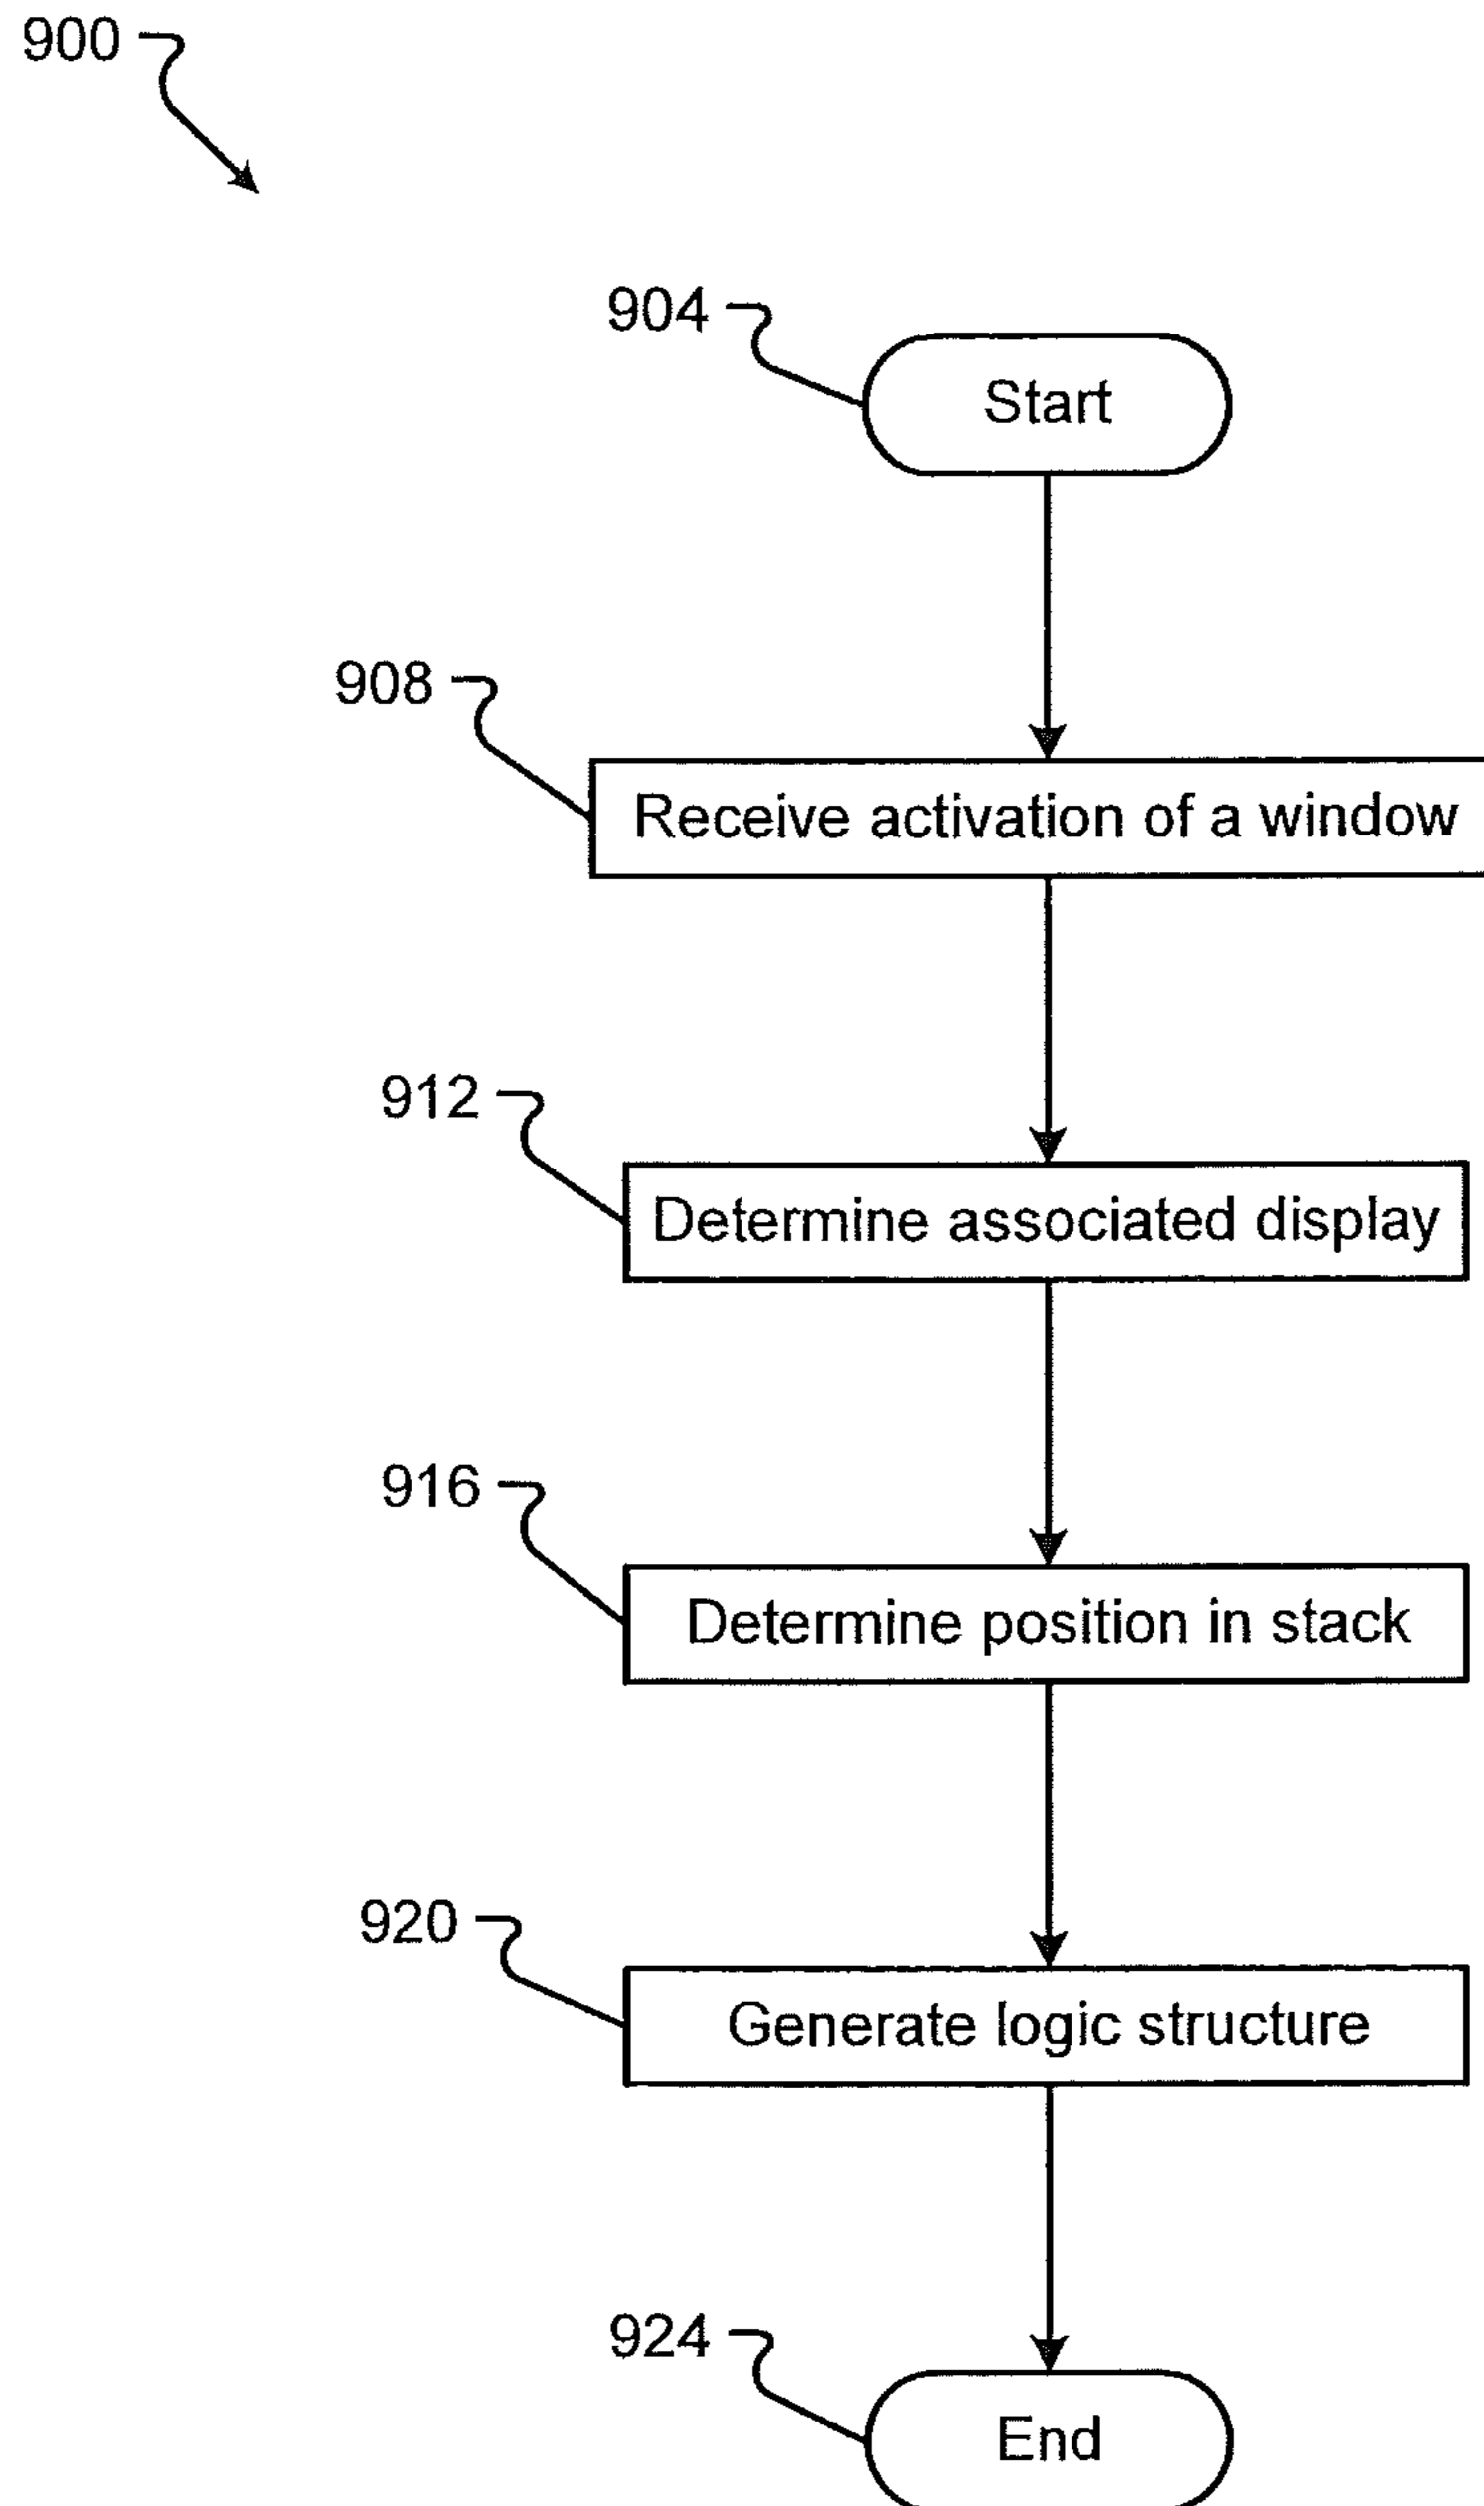 900
904
Start
908
Receive activation of a window
912
Determine associated display
916
Determine position in stack
920
Generate logic structure
924
End